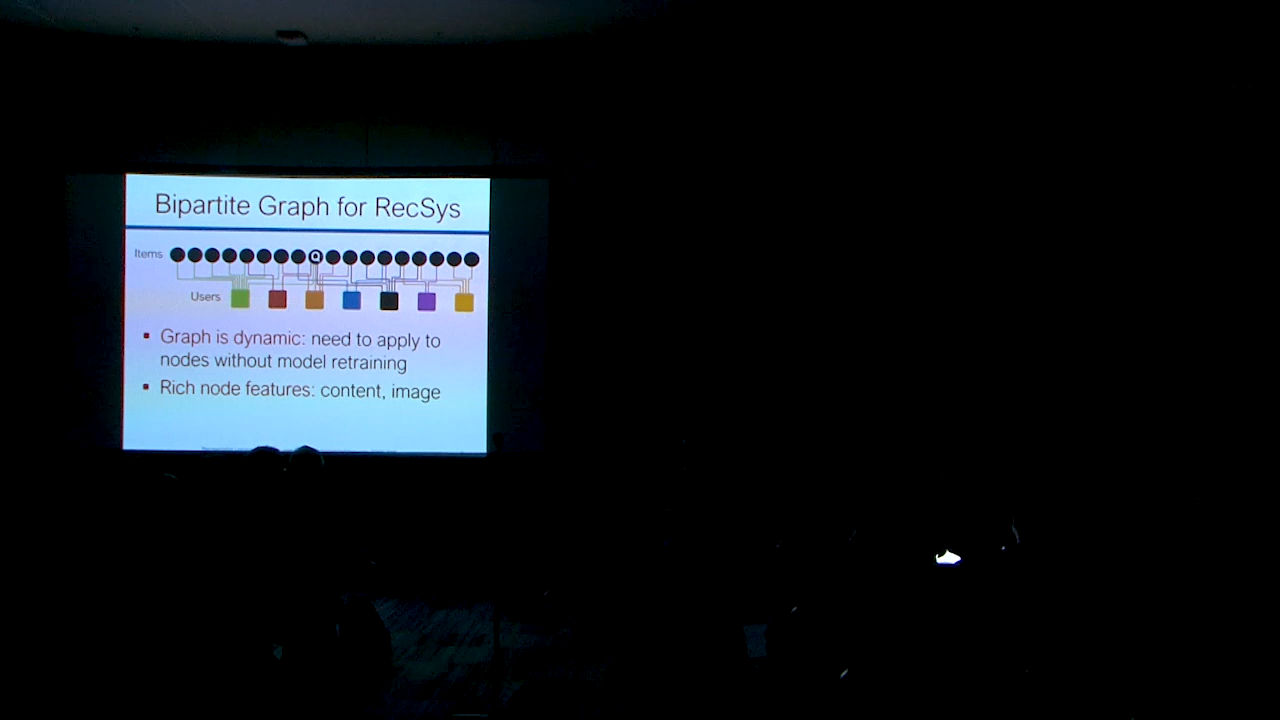 Bipartite Graph for RecSys
Items
Users
▪ Graph is dynamic: need to apply to
nodes without model retraining
▪ Rich node features: content, image